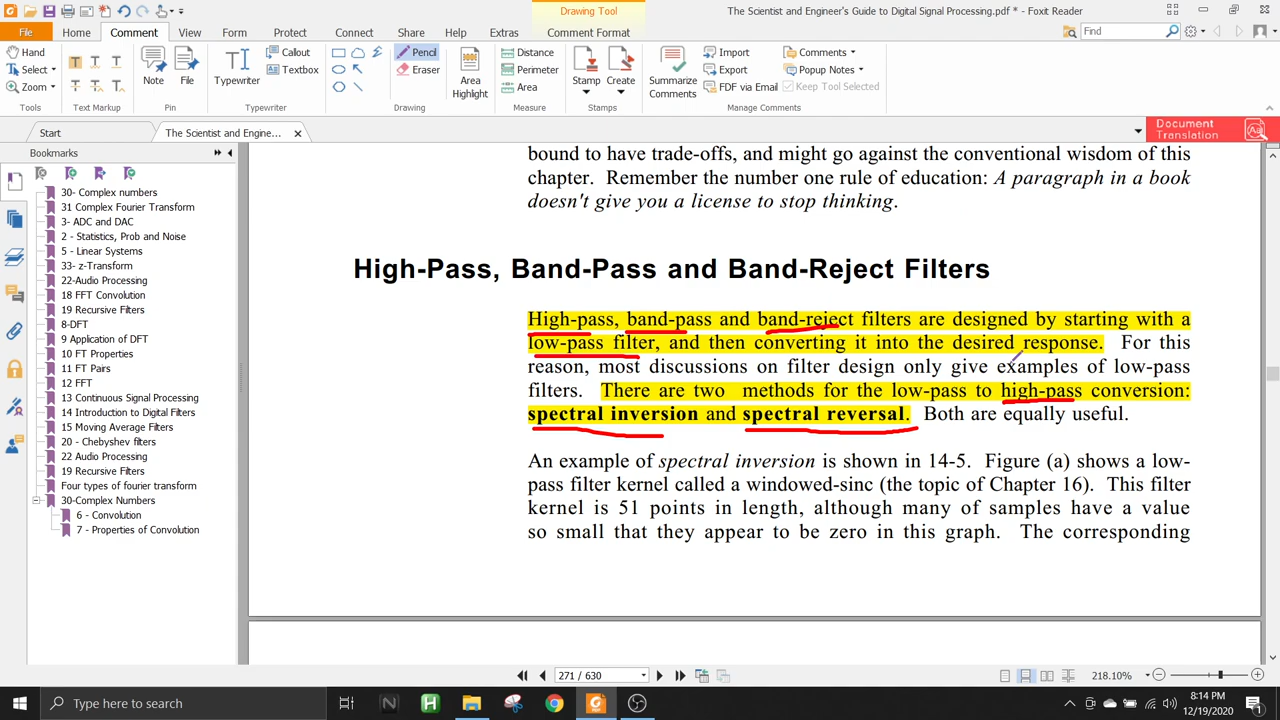 The Scientist and Engineer's Guide to Digital Signal Processing.pdf * - Foxit Reader
Drawing Tool
File Home Comment View Form Protect Connect Share Help Extras Comment Format
Find
Hand
Select
Zoom
Tools
Text Markup
Note
File
Pin
Typewriter
Callout
Textbox
Typewriter
Pencil
Eraser
Drawing
Area Highlight
Distance
Perimeter
Area
Measure
Stamp
Create
Stamps
Summarize Comments
Import
Export
FDF via Email
Comments
Popup Notes
Keep Tool Selected
Manage Comments
Start
The Scientist and Engine...
Document Translation
Bookmarks
30- Complex numbers
31 Complex Fourier Transform
3- ADC and DAC
2 - Statistics, Prob and Noise
5 - Linear Systems
33- z-Transform
22-Audio Processing
18 FFT Convolution
19 Recursive Filters
8-DFT
9 Application of DFT
10 FT Properties
11 FT Pairs
12 FFT
13 Continuous Signal Processing
14 Introduction to Digital Filters
15 Moving Average Filters
20 - Chebyshev filters
22 Audio Processing
19 Recursive Filters
Four types of fourier transform
30-Complex Numbers
6 - Convolution
7 - Properties of Convolution
bound to have trade-offs, and might go against the conventional wisdom of this
chapter. Remember the number one rule of education: A paragraph in a book
doesn't give you a license to stop thinking.
High-Pass, Band-Pass and Band-Reject Filters
High-pass, band-pass and band-reject filters are designed by starting with a
low-pass filter, and then converting it into the desired response. For this
reason, most discussions on filter design only give examples of low-pass
filters. There are two methods for the low-pass to high-pass conversion:
spectral inversion and spectral reversal. Both are equally useful.
An example of spectral inversion is shown in 14-5. Figure (a) shows a low-
pass filter kernel called a windowed-sinc (the topic of Chapter 16). This filter
kernel is 51 points in length, although many of samples have a value
so small that they appear to be zero in this graph. The corresponding
271 / 630
218.10%
Type here to search
8:14 PM
12/19/2020